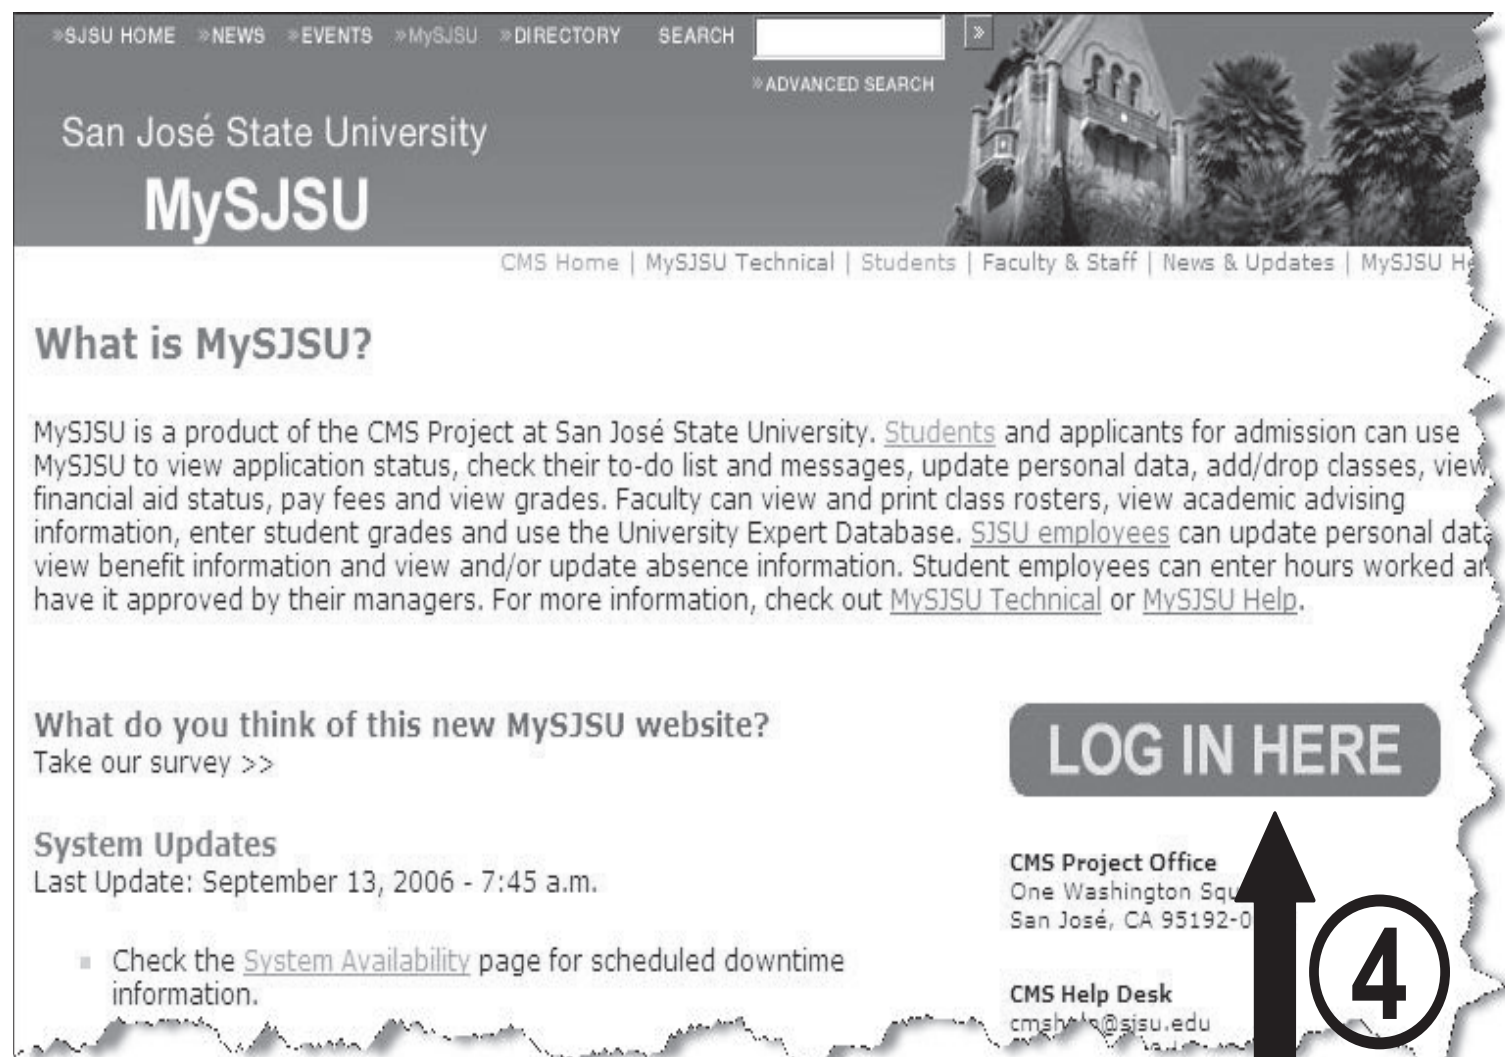 »SJSU HOME »NEWS »EVENTS »MySJSU »DIRECTORY SEARCH »
»ADVANCED SEARCH
San José State University
MySJSU
CMS Home | MySJSU Technical | Students | Faculty & Staff | News & Updates | MySJSU
What is MySJSU?
MySJSU is a product of the CMS Project at San José State University. Students and applicants for admission can use
MySJSU to view application status, check their to-do list and messages, update personal data, add/drop classes, view
financial aid status, pay fees and view grades. Faculty can view and print class rosters, view academic advising
information, enter student grades and use the University Expert Database. SJSU employees can update personal data
view benefit information and view and/or update absence information. Student employees can enter hours worked
have it approved by their managers. For more information, check out MySJSU Technical or MySJSU Help.
What do you think of this new MySJSU website?
Take our survey >>
LOG IN HERE
System Updates
Last Update: September 13, 2006 - 7:45 a.m.
Check the System Availability page for scheduled downtime
information.
CMS Project Office
One Washington
San José, CA
4
CMS Help Desk